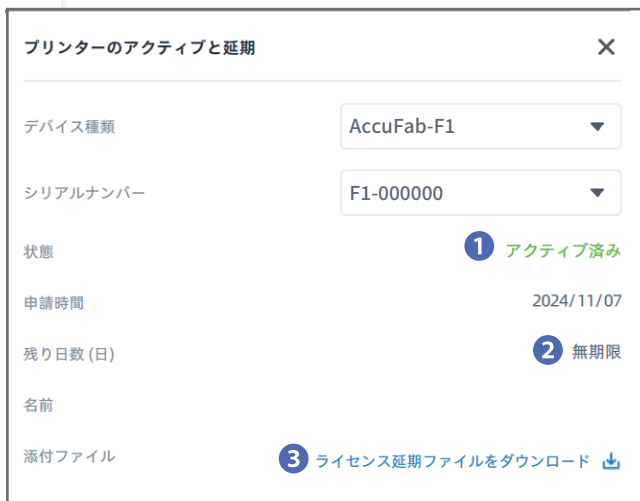 プリンターのアクティブと延期
デバイス種類 AccuFab-F1
シリアルナンバー F1-000000
状態 1 アクティブ済み
申請時間 2024/11/07
残り日数 (日) 2 無期限
名前
添付ファイル 3 ライセンス延期ファイルをダウンロード